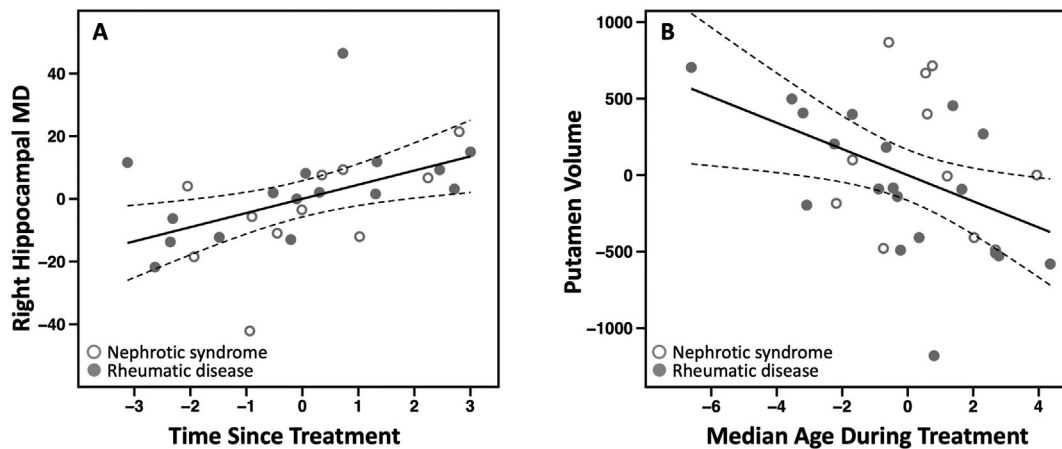 A
Right Hippocampal MD
40
20
0
−20
−40
Nephrotic syndrome
Rheumatic disease
−3 −2 −1 0 1 2 3
Time Since Treatment
B
Putamen Volume
1000
500
0
−500
−1000
Nephrotic syndrome
Rheumatic disease
−6 −4 −2 0 2 4
Median Age During Treatment